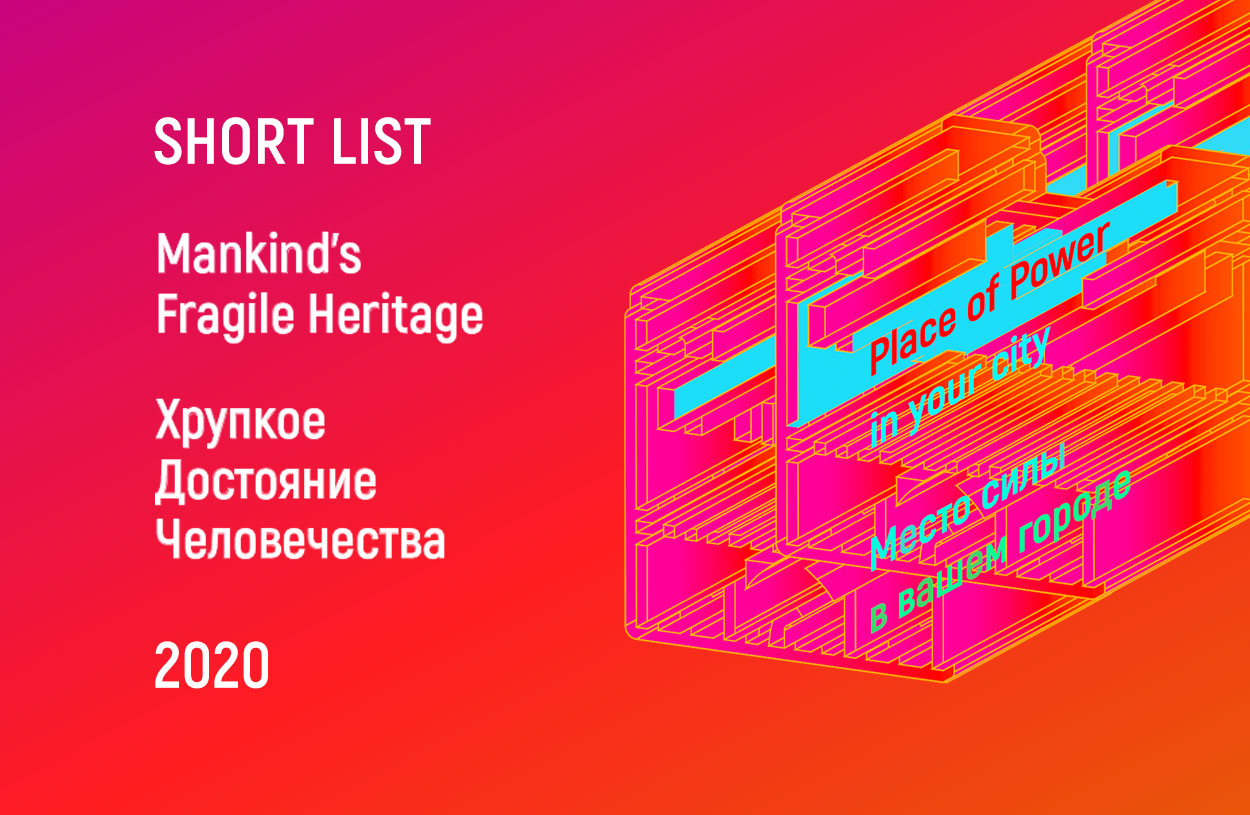 SHORT LIST
Mankind's
Fragile Heritage
Хрупкое
Достояние
Человечества
2020
Place of Power
in your city
Место силы
в вашем городе